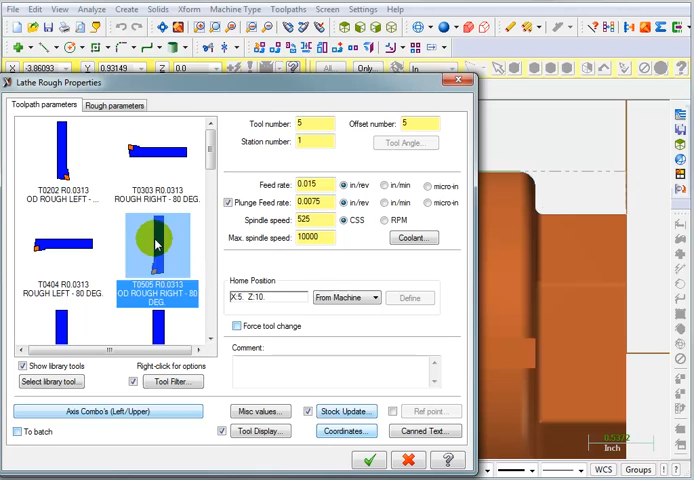 File Edit View Analyze Create Solids Xform Machine Type Toolpaths Screen Settings Help
-3.86093 Y 0.93149 Z 0.0
All... Only... In
Lathe Rough Properties
Toolpath parameters Rough parameters
T0202 R0.0313
OD ROUGH LEFT - ...
T0303 R0.0313
ROUGH RIGHT - 80 DEG.
T0404 R0.0313
ROUGH LEFT - 80 DEG.
T0505 R0.0313
OD ROUGH RIGHT - 80
DEG.
Show library tools Right-click for options
Select library tool... Tool Filter...
Axis Combo's (Left/Upper)
To batch
Tool number: 5 Offset number: 5
Station number: 1 Tool Angle...
Feed rate: 0.015 in/rev in/min micro-in
Plunge Feed rate: 0.0075 in/rev in/min
Spindle speed: 525 CSS RPM
Max. spindle speed: 10000 Coolant...
Home Position
X:5. Z:10. From Machine Define
Force tool change
Comment:
Misc values... Stock Update... Ref point...
Tool Display... Coordinates... Canned Text...
Inch
WCS Groups